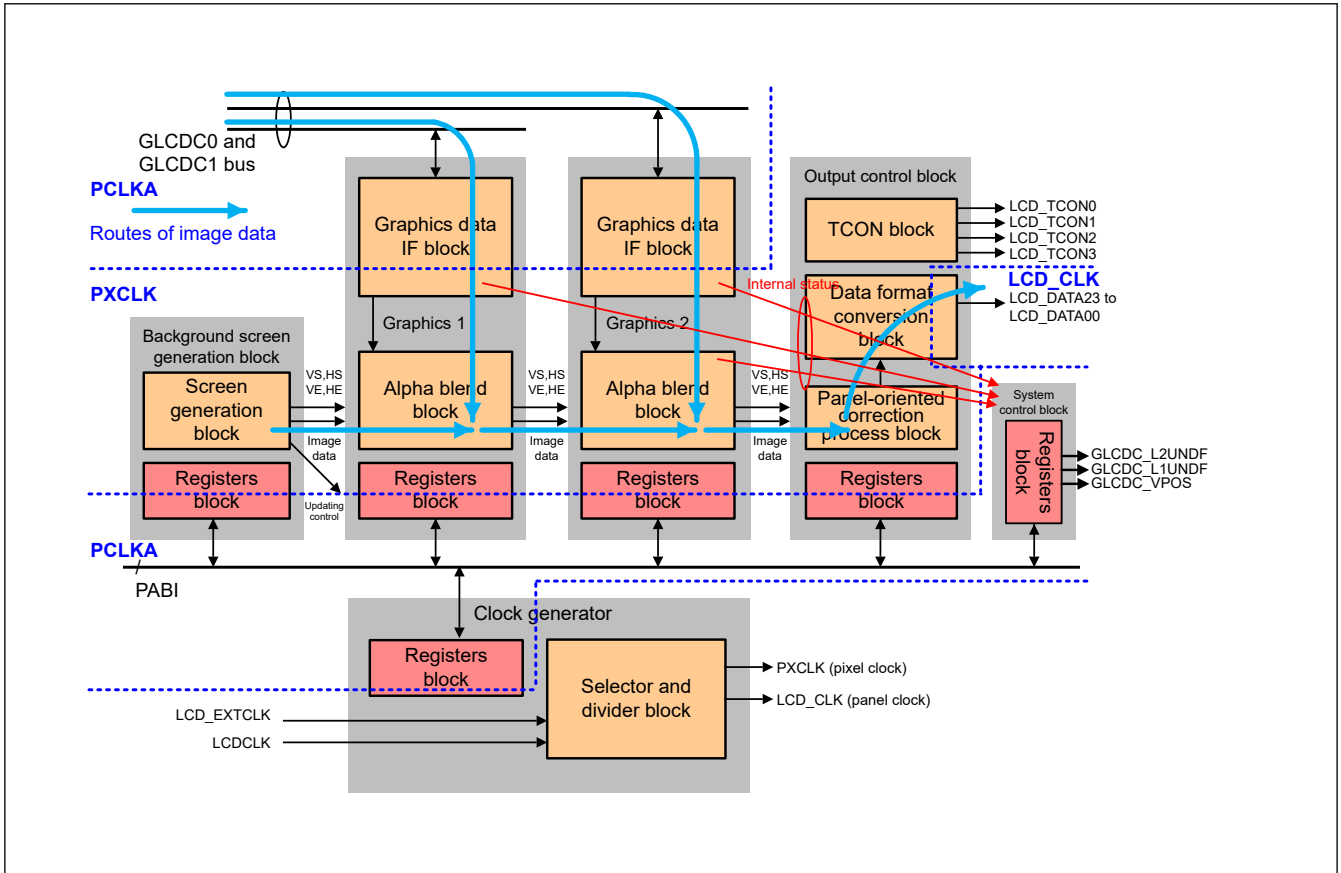 GLCDC0 and
GLCDC1 bus
PCLKA
Routes of image data
PXCLK
Graphics data
IF block
Graphics data
IF block
Graphics 1
Graphics 2
Output control block
TCON block
LCD_TCON0
LCD_TCON1
LCD_TCON2
LCD_TCON3
Internal status
LCD_CLK
LCD_DATA23 to
LCD_DATA00
Data format
conversion
block
Background screen
generation block
Screen
generation
block
VS,HS
VE,HE
Image
data
Alpha blend
block
VS,HS
VE,HE
Image
data
Alpha blend
block
VS,HS
VE,HE
Image
data
Panel-oriented
correction
process block
System
control block
Registers
block
GLCDC_L2UNDF
GLCDC_L1UNDF
GLCDC_VPOS
Registers
block
Updating
control
Registers
block
Registers
block
Registers
block
PCLKA
PABI
Clock generator
Registers
block
Selector and
divider block
PXCLK (pixel clock)
LCD_CLK (panel clock)
LCD_EXTCLK
LCDCLK